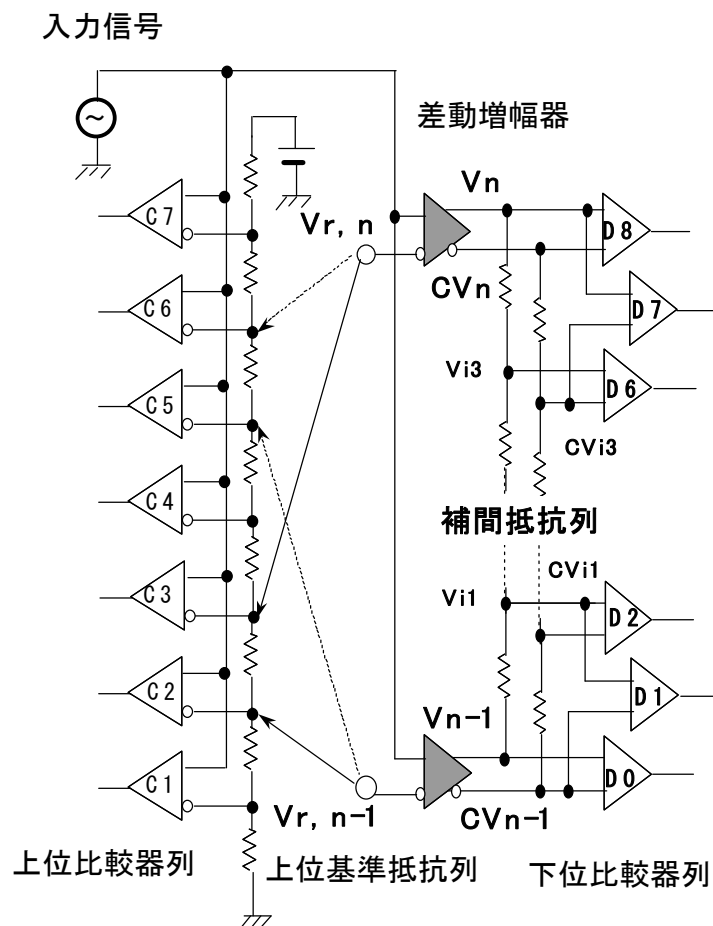 入力信号
差動増幅器
Vn
C7
Vr, n
D8
CVn
C6
D7
Vi3
D6
C5
CVi3
C4
補間抵抗列
CVi1
C3
Vi1
D2
C2
D1
Vn-1
C1
D0
Vr, n-1
CVn-1
上位比較器列
上位基準抵抗列
下位比較器列